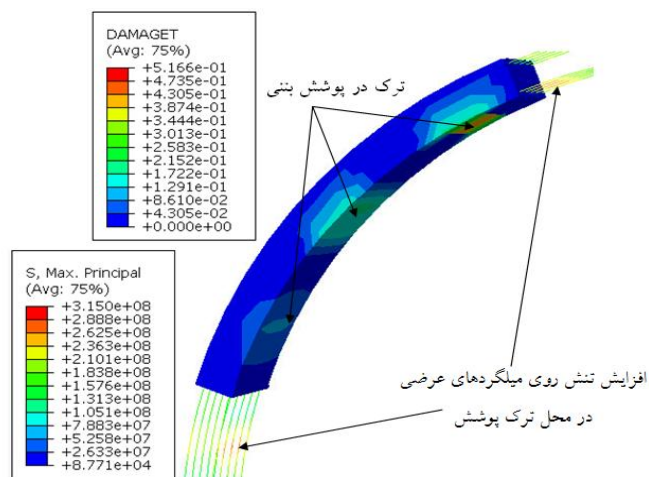 DAMAGET
(Avg: 75%)
+5.166e-01
+4.735e-01
+4.305e-01
+3.874e-01
+3.444e-01
+3.013e-01
+2.583e-01
+2.152e-01
+1.722e-01
+1.291e-01
+8.610e-02
+4.305e-02
+0.000e+00
ترک در پوشش بتنی
S, Max. Principal
(Avg: 75%)
+3.150e+08
+2.888e+08
+2.625e+08
+2.363e+08
+2.101e+08
+1.838e+08
+1.576e+08
+1.313e+08
+1.051e+08
+7.883e+07
+5.258e+07
+2.633e+07
+8.771e+04
افزایش تنش روی میلگردهای عرضی
در محل ترک پوشش